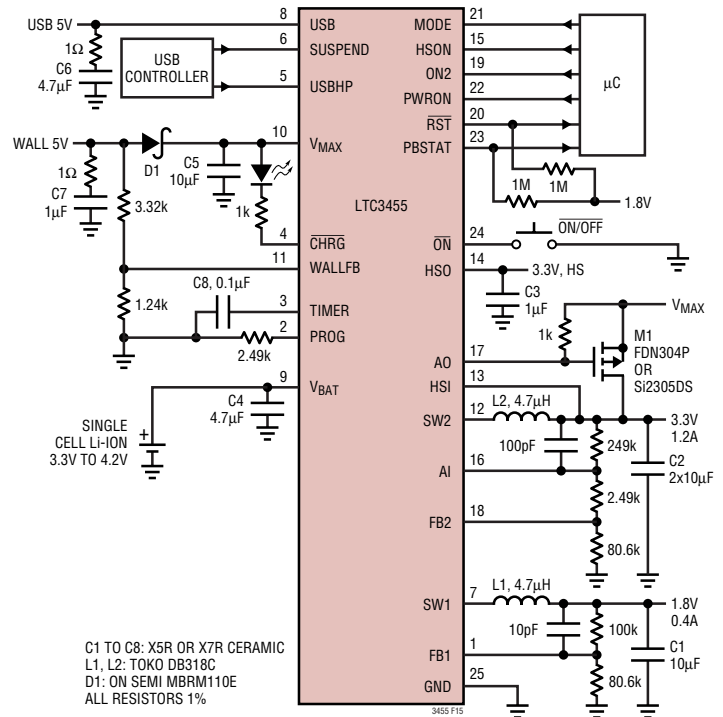 USB 5V
1Ω
C6
4.7µF
USB
CONTROLLER
8
USB
6
SUSPEND
5
USBHP
WALL 5V
1Ω
C7
1µF
3.32k
D1
C5
10µF
1k
10
VMAX
4
CHRG
11
WALLFB
1.24k
C8, 0.1µF
3
TIMER
2
PROG
2.49k
9
VBAT
C4
4.7µF
SINGLE
CELL Li-ION
3.3V TO 4.2V
+
LTC3455
MODE
21
HSON
15
ON2
19
PWRON
22
RST
20
PBSTAT
23
µC
1M
1M
1.8V
ON
24
ON/OFF
HSO
14
3.3V, HS
C3
1µF
VMAX
1k
M1
FDN304P
OR
Si2305DS
AO
17
HSI
13
SW2
12
L2, 4.7µH
3.3V
1.2A
100pF
249k
C2
2x10µF
AI
16
2.49k
FB2
18
80.6k
SW1
7
L1, 4.7µH
1.8V
0.4A
10pF
100k
C1
10µF
FB1
1
80.6k
GND
25
C1 TO C8: X5R OR X7R CERAMIC
L1, L2: TOKO DB318C
D1: ON SEMI MBRM110E
ALL RESISTORS 1%
3455 F15